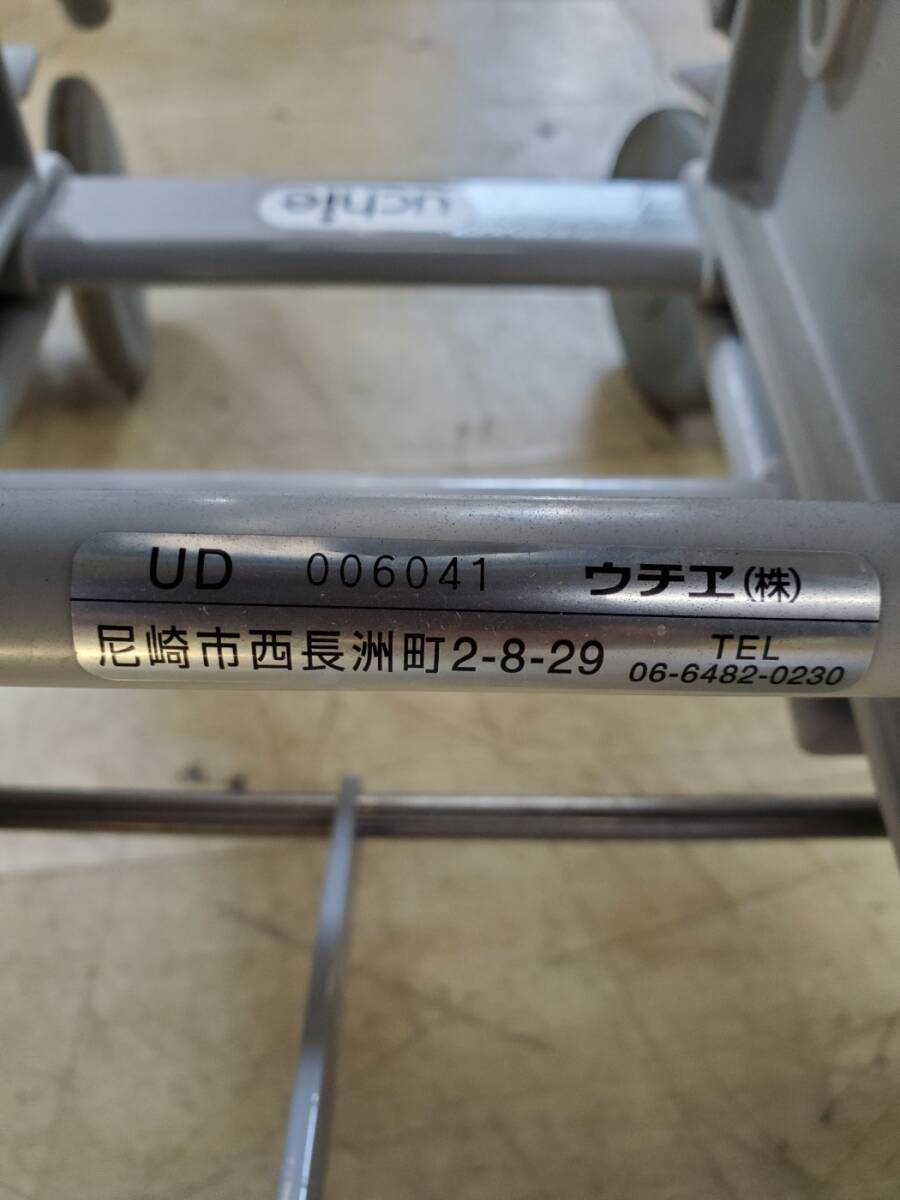 uchie
UD 006041 ウチヱ(株)
尼崎市西長洲町2-8-29 TEL
06-6482-0230